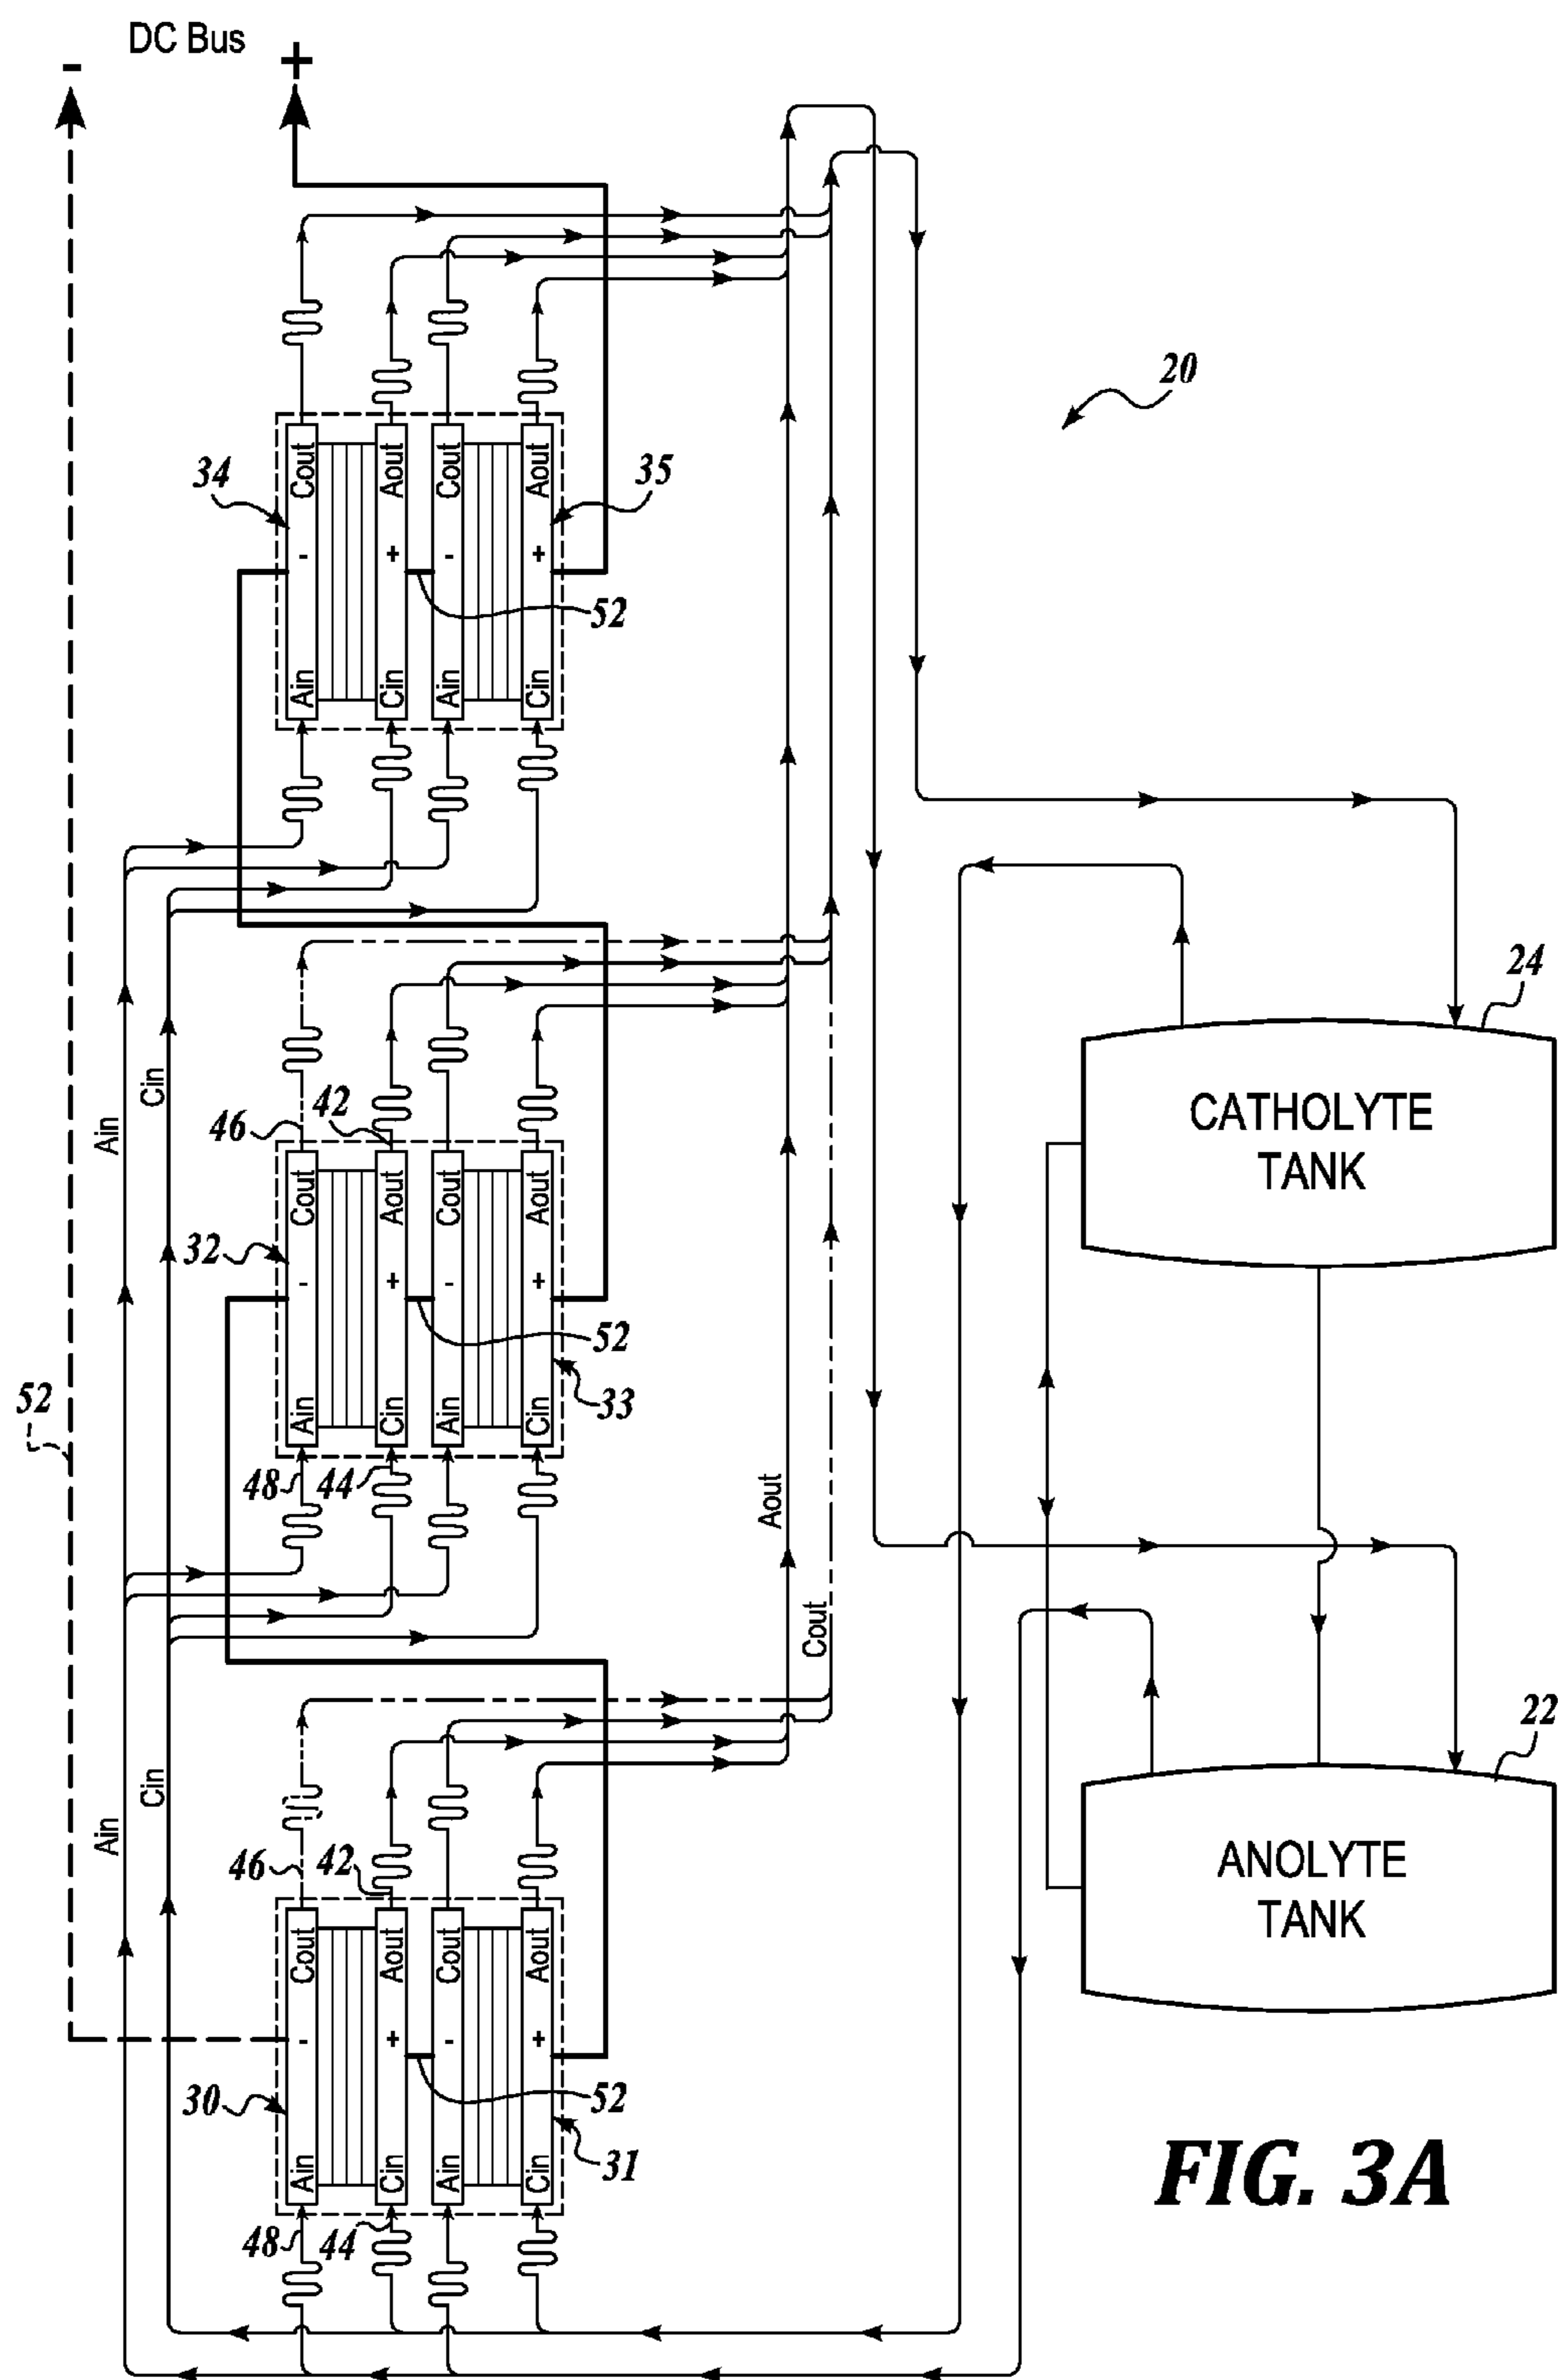 DC Bus
- +
20
34
Cout Aout Cout Aout
35
- + - +
52
Ain Cin Ain Cin
24
CATHOLYTE
TANK
Ain
Cin
46
42
Cout Aout Cout Aout
32
- + - +
52
33
Ain Cin Ain Cin
52
48
44
Aout
Cout
22
ANOLYTE
TANK
Ain
Cin
46
42
Cout Aout Cout Aout
- + - +
30
52
31
Ain Cin Ain Cin
48
44
FIG. 3A